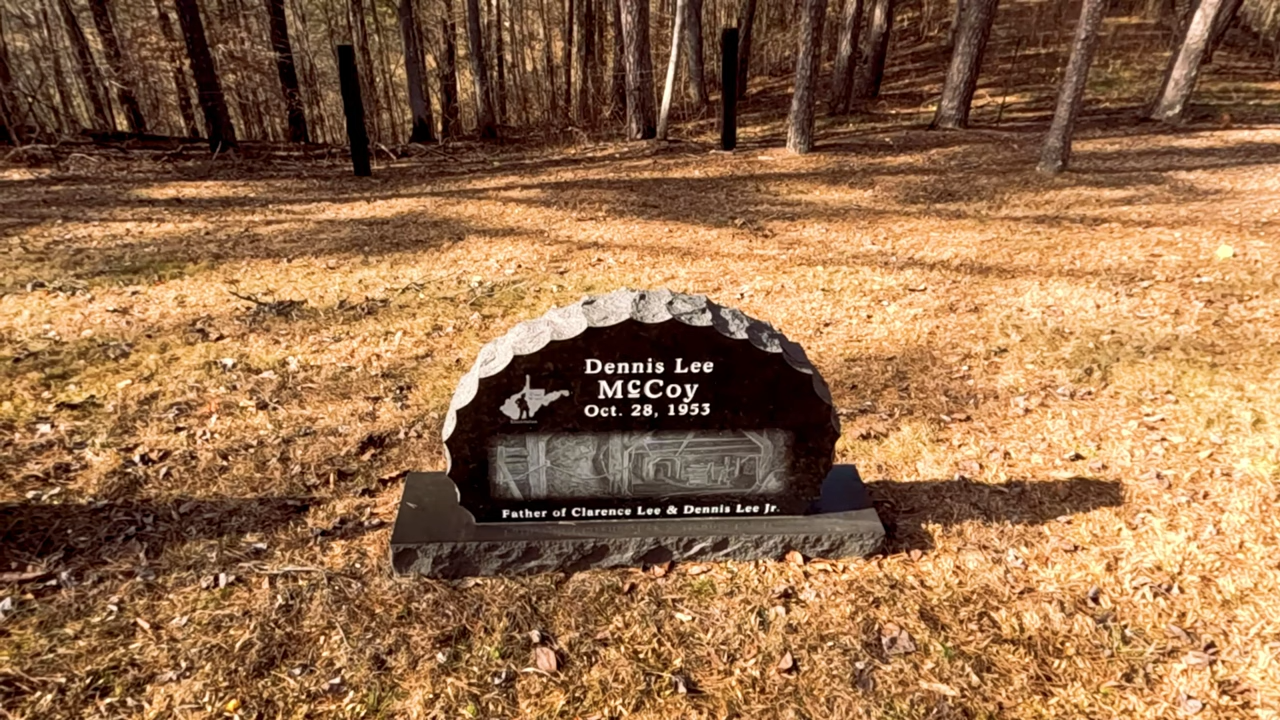 Dennis Lee
McCoy
Oct. 28, 1953
Father of Clarence Lee & Dennis Lee Jr.